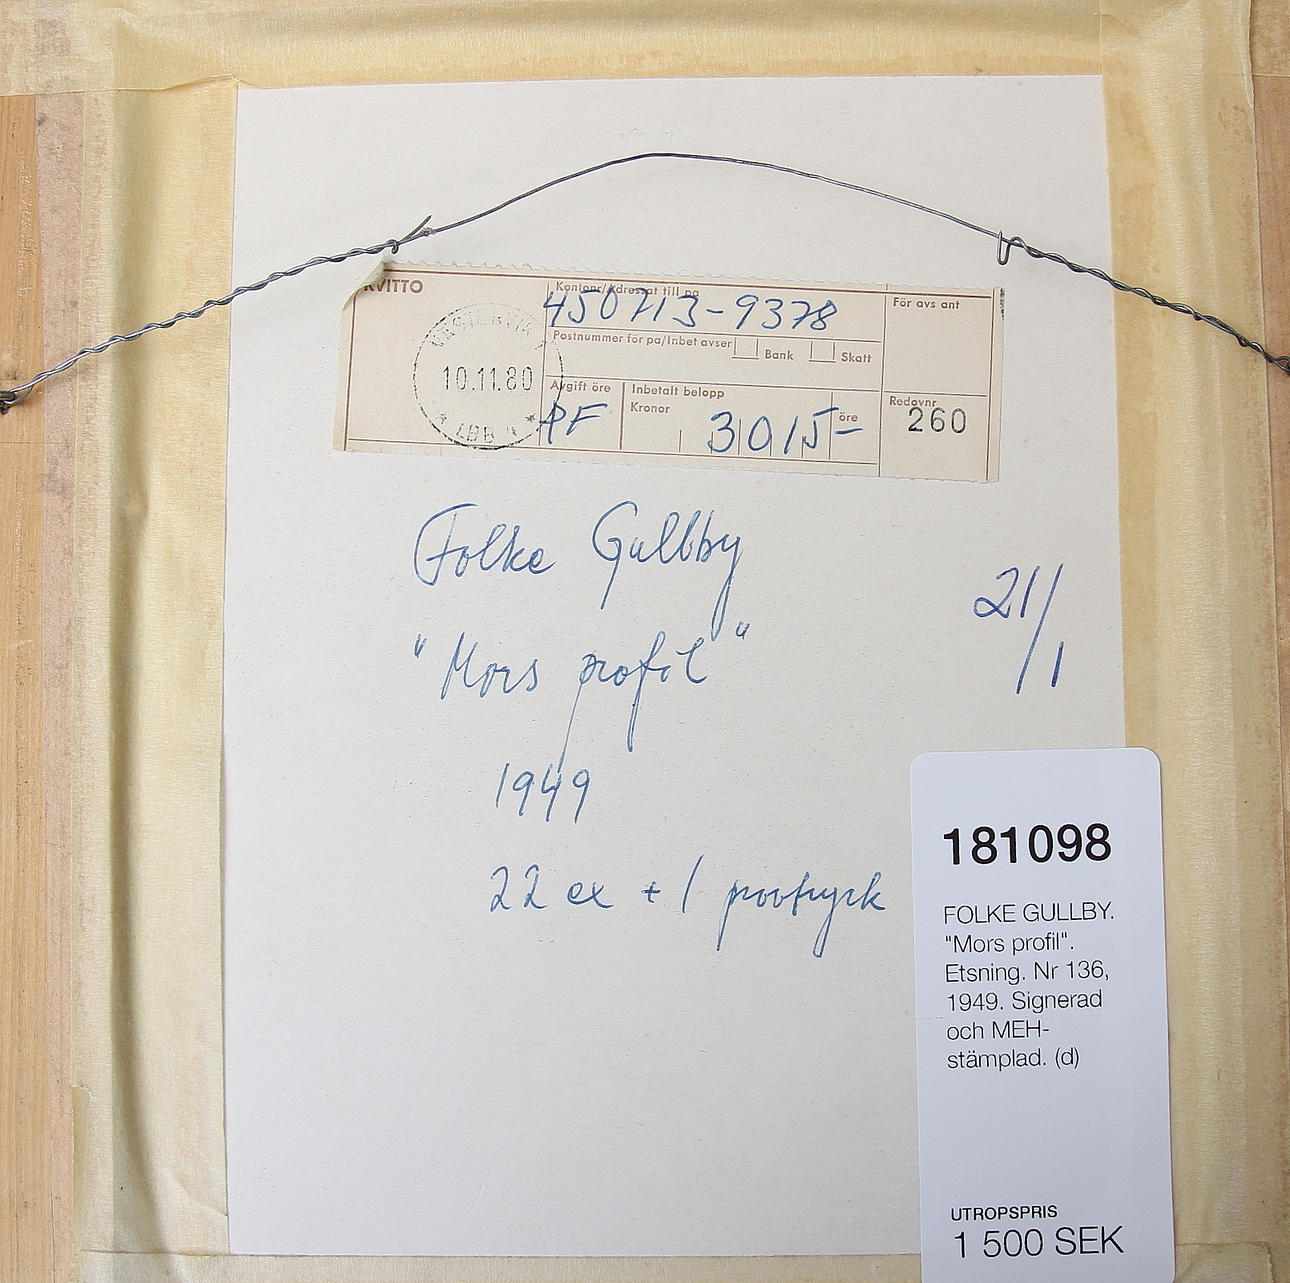 KVITTO
Kontonr/Adressat till pa
450713-9378
För avs ant
VÄSTERVIK
10.11.80
Postnummer för pa/Inbet avser
Bank
Skatt
Avgift öre
Inbetalt belopp
Kronor
öre
PF
3015-
Redovnr
260
Folke Gullby
21/1
"Mors profil"
1949
22 ex + 1 provtryck
181098
FOLKE GULLBY.
"Mors profil".
Etsning. Nr 136,
1949. Signerad
och MEH-
stämplad. (d)
UTROPSPRIS
1 500 SEK